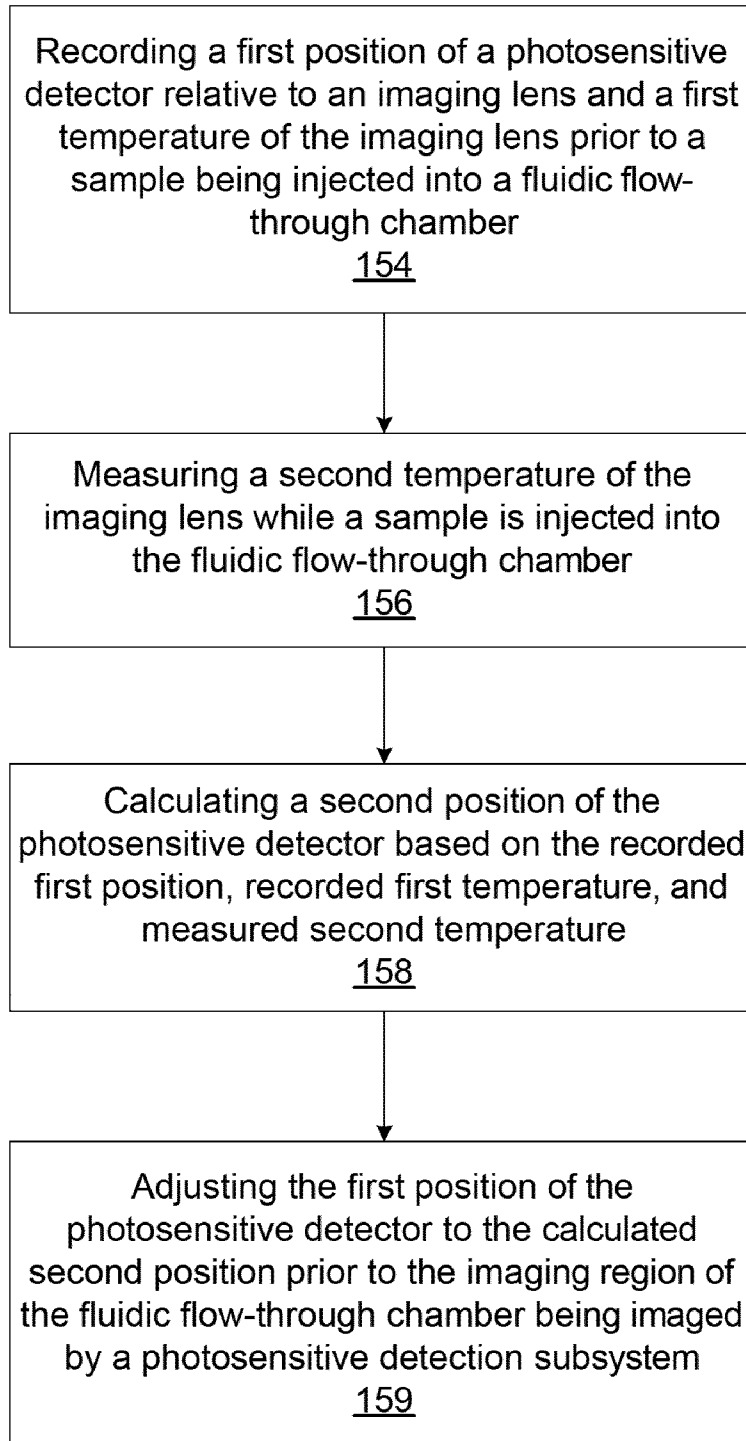 Recording a first position of a photosensitive
detector relative to an imaging lens and a first
temperature of the imaging lens prior to a
sample being injected into a fluidic flow-
through chamber
154
Measuring a second temperature of the
imaging lens while a sample is injected into
the fluidic flow-through chamber
156
Calculating a second position of the
photosensitive detector based on the recorded
first position, recorded first temperature, and
measured second temperature
158
Adjusting the first position of the
photosensitive detector to the calculated
second position prior to the imaging region of
the fluidic flow-through chamber being imaged
by a photosensitive detection subsystem
159